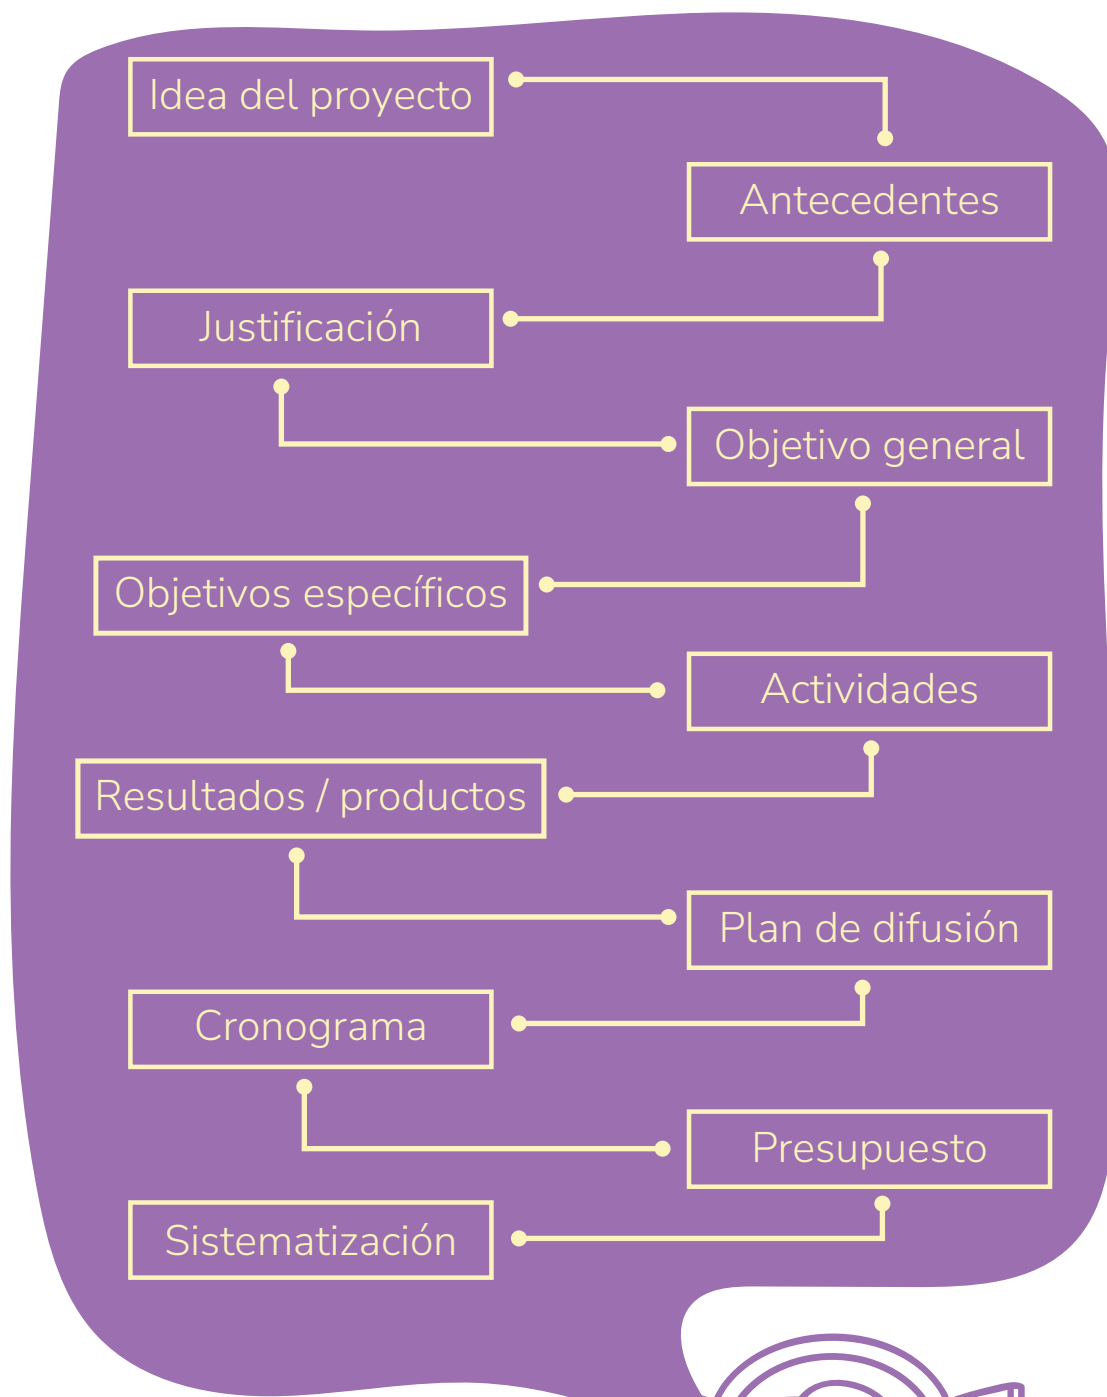 Idea del proyecto
Antecedentes
Justificación
Objetivo general
Objetivos específicos
Actividades
Resultados / productos
Plan de difusión
Cronograma
Presupuesto
Sistematización